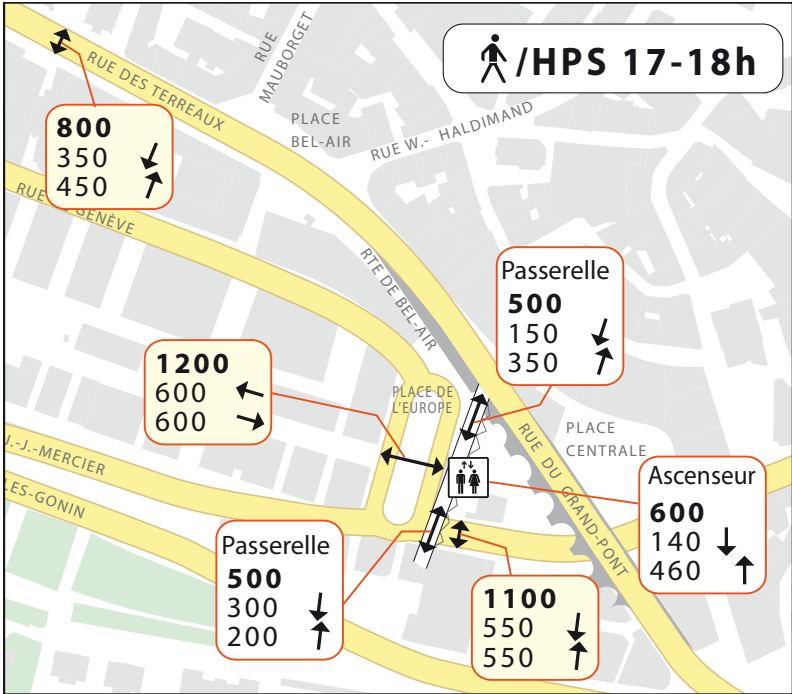 /HPS 17-18h
RUE DES TERREAUX
RUE
MAUBORGET
PLACE
BEL-AIR
RUE W.- HALDIMAND
800
350
450
RUE
GENÈVE
RTE DE BEL-AIR
Passerelle
500
150
350
1200
600
600
PLACE DE
L'EUROPE
RUE DU GRAND-PONT
PLACE
CENTRALE
J.-J.-MERCIER
LES-GONIN
Ascenseur
600
140
460
Passerelle
500
300
200
1100
550
550